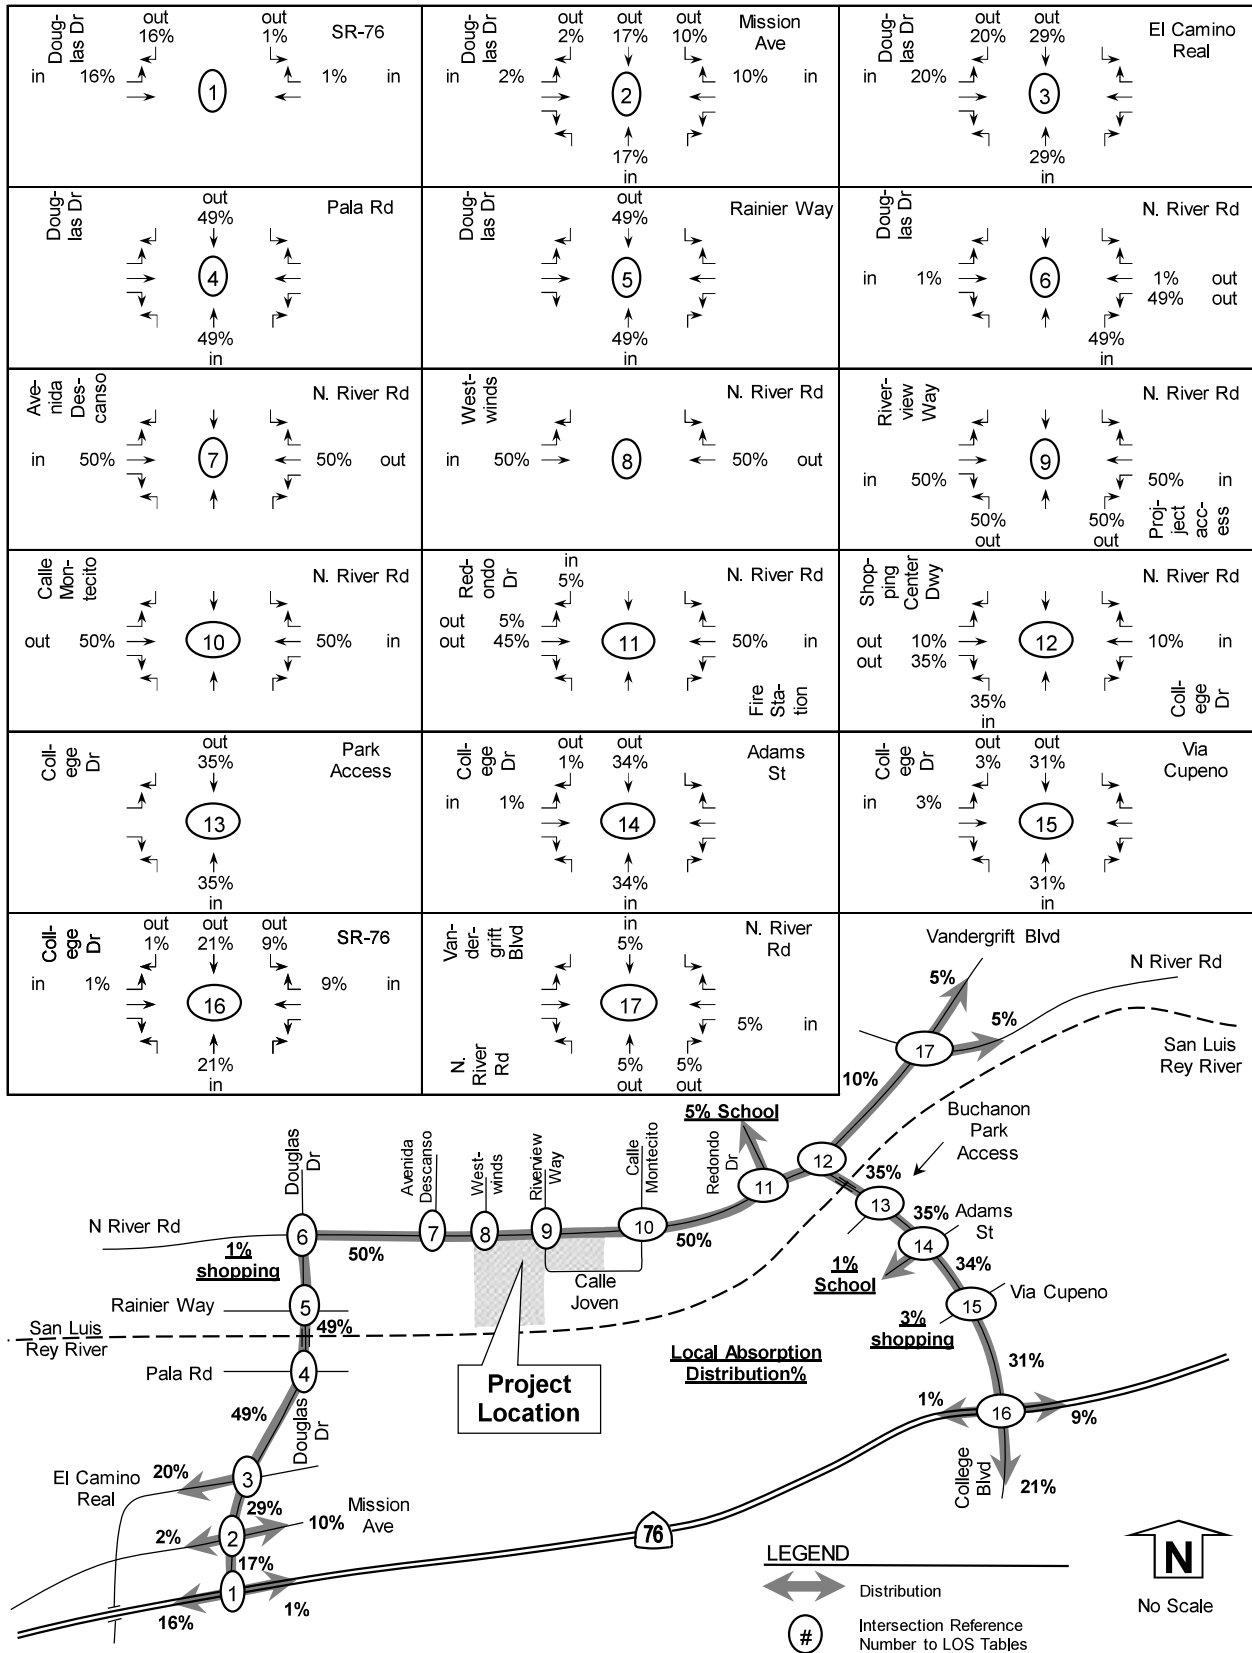 Doug-
las Dr
out
16%
out
1%
SR-76
in 16%
1
1% in
Doug-
las Dr
out
2%
out
17%
out
10%
Mission
Ave
in 2%
2
10% in
17%
in
Doug-
las Dr
out
20%
out
29%
El Camino
Real
in 20%
3
29%
in
Doug-
las Dr
out
49%
Pala Rd
4
49%
in
Doug-
las Dr
out
49%
Rainier Way
5
49%
in
Doug-
las Dr
N. River Rd
in 1%
6
1% out
49% out
49%
in
Ave-
nida
Des-
canso
N. River Rd
in 50%
7
50% out
West-
winds
N. River Rd
in 50%
8
50% out
River-
view
Way
N. River Rd
9
in 50%
50% in
50%
out
50%
out
Proj-
ject
acc-
ess
Calle
Mon-
tecito
N. River Rd
out 50%
10
50% in
Red-
ondo
Dr
in
5%
N. River Rd
out 5%
out 45%
11
50% in
Fire
Sta-
tion
Shop-
ping
Center
Dwy
N. River Rd
out 10%
out 35%
12
10% in
35%
in
Coll-
ege
Dr
Coll-
ege
Dr
out
35%
Park
Access
13
35%
in
Coll-
ege
Dr
out
1%
out
34%
Adams
St
in 1%
14
34%
in
Coll-
ege
Dr
out
3%
out
31%
Via
Cupeno
in 3%
15
31%
in
Coll-
ege
Dr
out
1%
out
21%
out
9%
SR-76
in 1%
16
9% in
21%
in
Van-
der-
grift
Blvd
in
5%
N. River
Rd
17
5% in
N.
River
Rd
5%
out
5%
out
Vandergrift Blvd
N River Rd
5%
5%
17
San Luis
Rey River
10%
5% School
Buchanon
Park
Access
Douglas
Dr
Avenida
Descanso
West-
winds
Riverview
Way
Calle
Montecito
Redondo
Dr
12
35%
11
13
35%
Adams
St
N River Rd
6
7
8
9
10
14
50%
50%
1%
shopping
34%
1%
School
Calle
Joven
Rainier Way
5
15
Via Cupeno
San Luis
Rey River
49%
3%
shopping
Local Absorption
Distribution%
Pala Rd
4
31%
Project
Location
1%
16
9%
49%
Douglas
Dr
College
Blvd
21%
El Camino
Real
20%
3
29%
Mission
Ave
2%
2
10%
76
17%
1
16%
1%
LEGEND
Distribution
#
Intersection Reference
Number to LOS Tables
N
No Scale